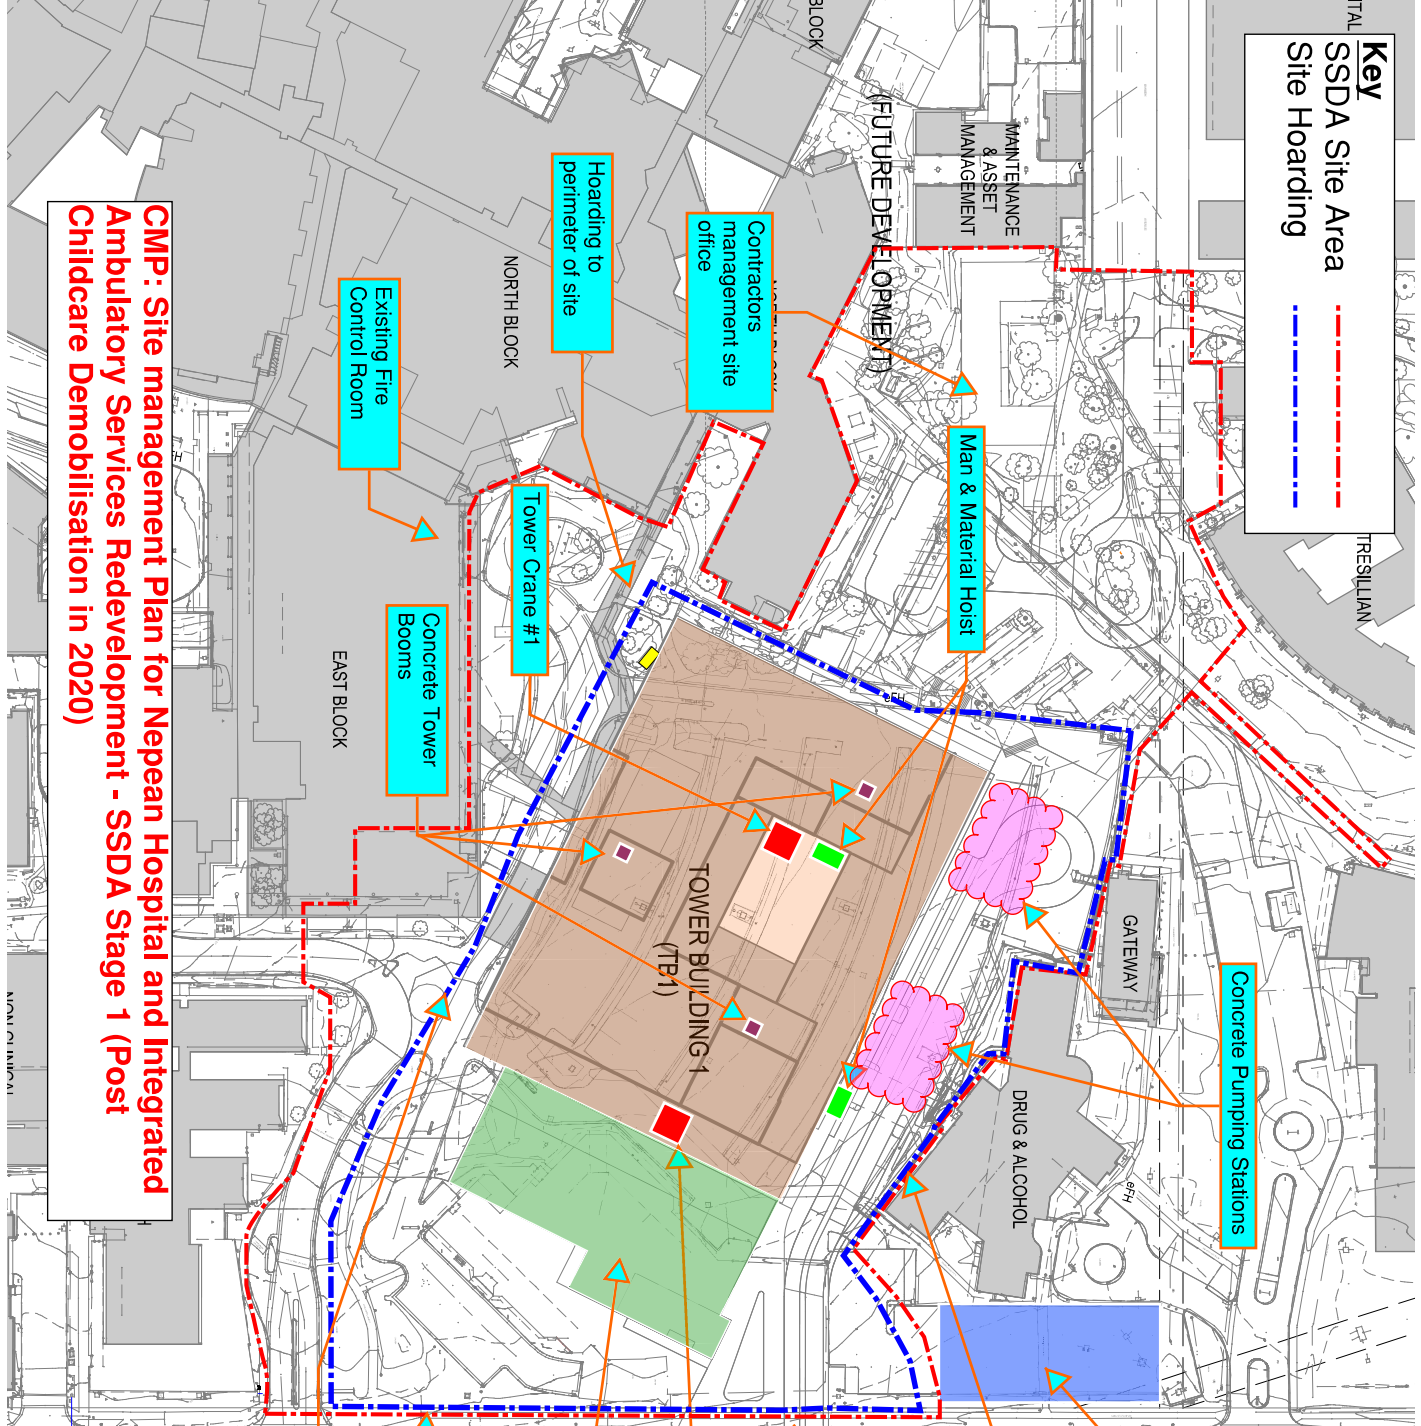 Key
SSDA Site Area
Site Hoarding
TRESILLIAN
BLOCK
MAINTENANCE
& ASSET
MANAGEMENT
(FUTURE DEVELOPMENT)
Contractors
management site
office
Hoarding to
perimeter of site
NORTH BLOCK
Existing Fire
Control Room
Man & Material Hoist
Tower Crane #1
Concrete Tower
Booms
EAST BLOCK
eFH
TOWER BUILDING 1
(TB1)
GATEWAY
Concrete Pumping Stations
DRUG & ALCOHOL
eFH
CMP: Site management Plan for Nepean Hospital and Integrated
Ambulatory Services Redevelopment - SSDA Stage 1 (Post
Childcare Demobilisation in 2020)